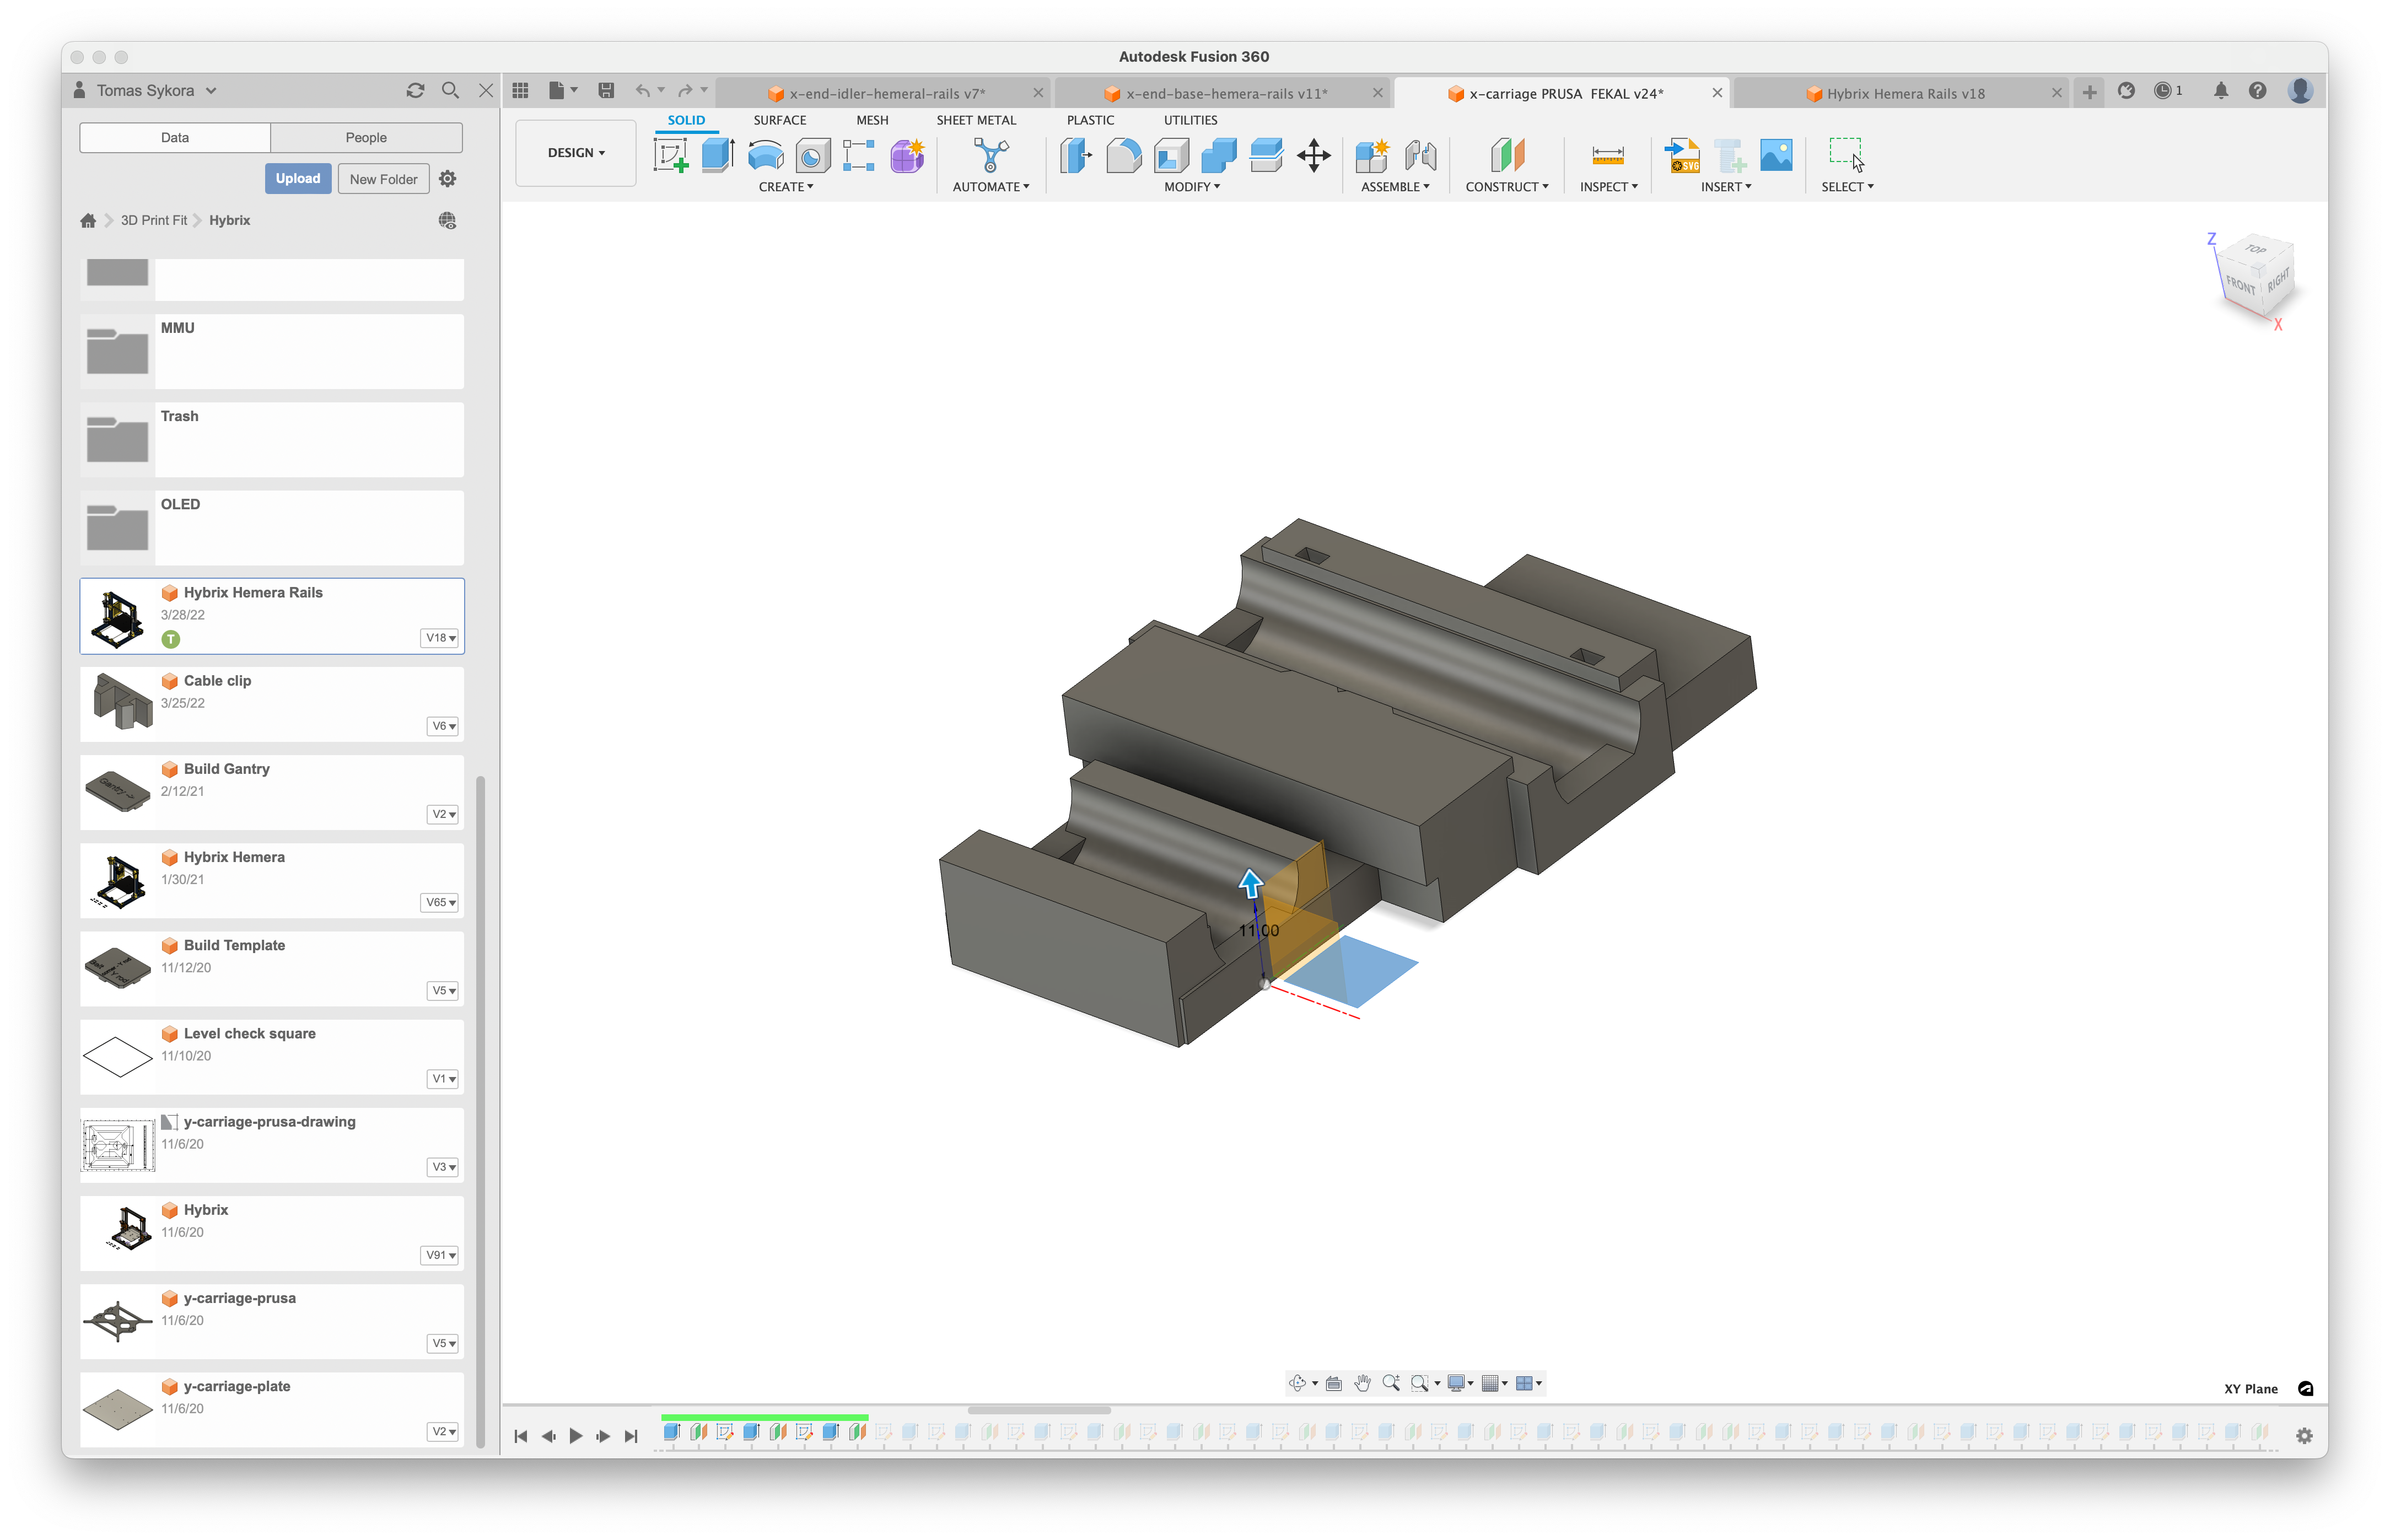 Autodesk Fusion 360
Tomas Sykora
x-end-idler-hemeral-rails v7*
x-end-base-hemera-rails v11*
x-carriage PRUSA FEKAL v24*
Hybrix Hemera Rails v18
1
Data
People
Upload
New Folder
3D Print Fit
Hybrix
DESIGN
SOLID
SURFACE
MESH
SHEET METAL
PLASTIC
UTILITIES
CREATE
AUTOMATE
MODIFY
ASSEMBLE
CONSTRUCT
INSPECT
SVG
INSERT
SELECT
MMU
Trash
OLED
Hybrix Hemera Rails
3/28/22
T
V18
Cable clip
3/25/22
V6
Build Gantry
2/12/21
V2
Hybrix Hemera
1/30/21
V65
Build Template
11/12/20
V5
Level check square
11/10/20
V1
y-carriage-prusa-drawing
11/6/20
V3
Hybrix
11/6/20
V91
y-carriage-prusa
11/6/20
V5
y-carriage-plate
11/6/20
V2
Z
TOP
FRONT
RIGHT
X
11.00
XY Plane